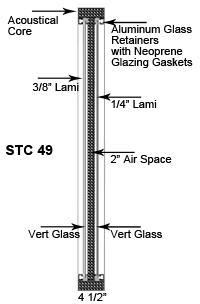 Acoustical
Core
Aluminum Glass
Retainers
with Neoprene
Glazing Gaskets
3/8” Lami
1/4” Lami
STC 49
2” Air Space
Vert Glass
Vert Glass
4 1/2”